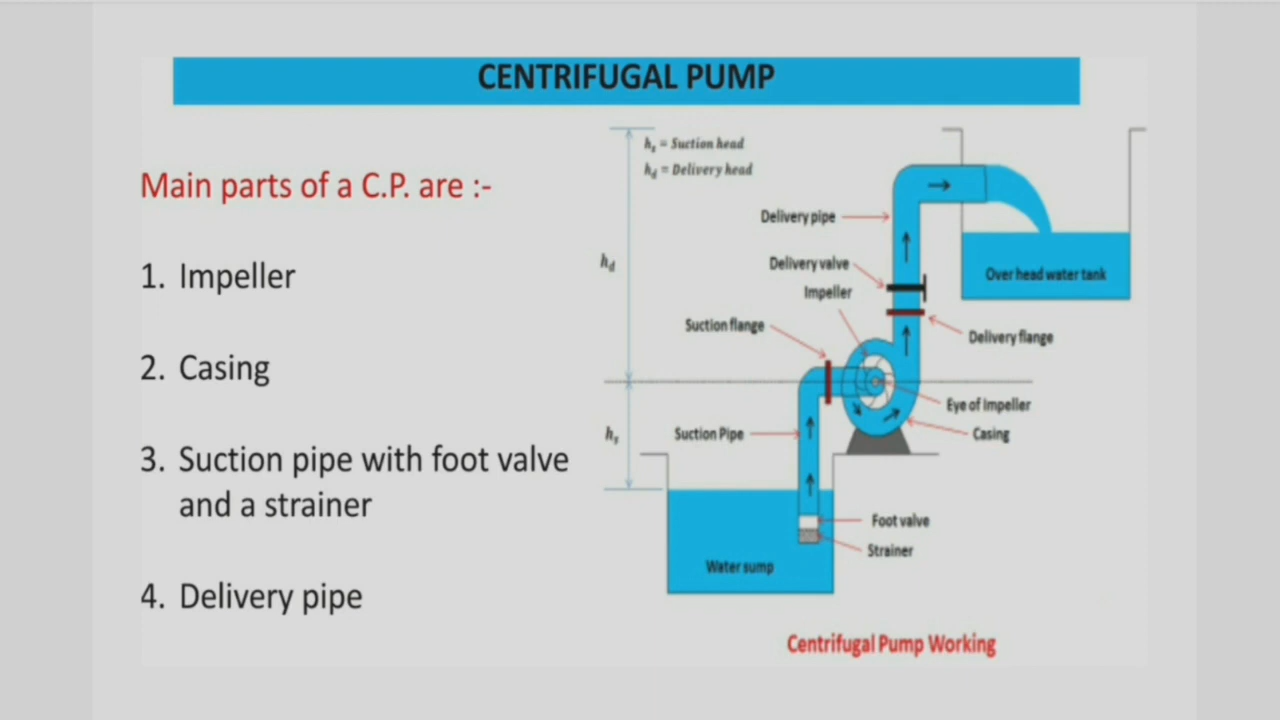 CENTRIFUGAL PUMP
Main parts of a C.P. are :-
1. Impeller
2. Casing
3. Suction pipe with foot valve
and a strainer
4. Delivery pipe
hs = Suction head
hd = Delivery head
Delivery pipe
Delivery valve
Impeller
Suction flange
hd
Over head water tank
Delivery flange
Eye of Impeller
Casing
hs
Suction Pipe
Foot valve
Strainer
Water sump
Centrifugal Pump Working